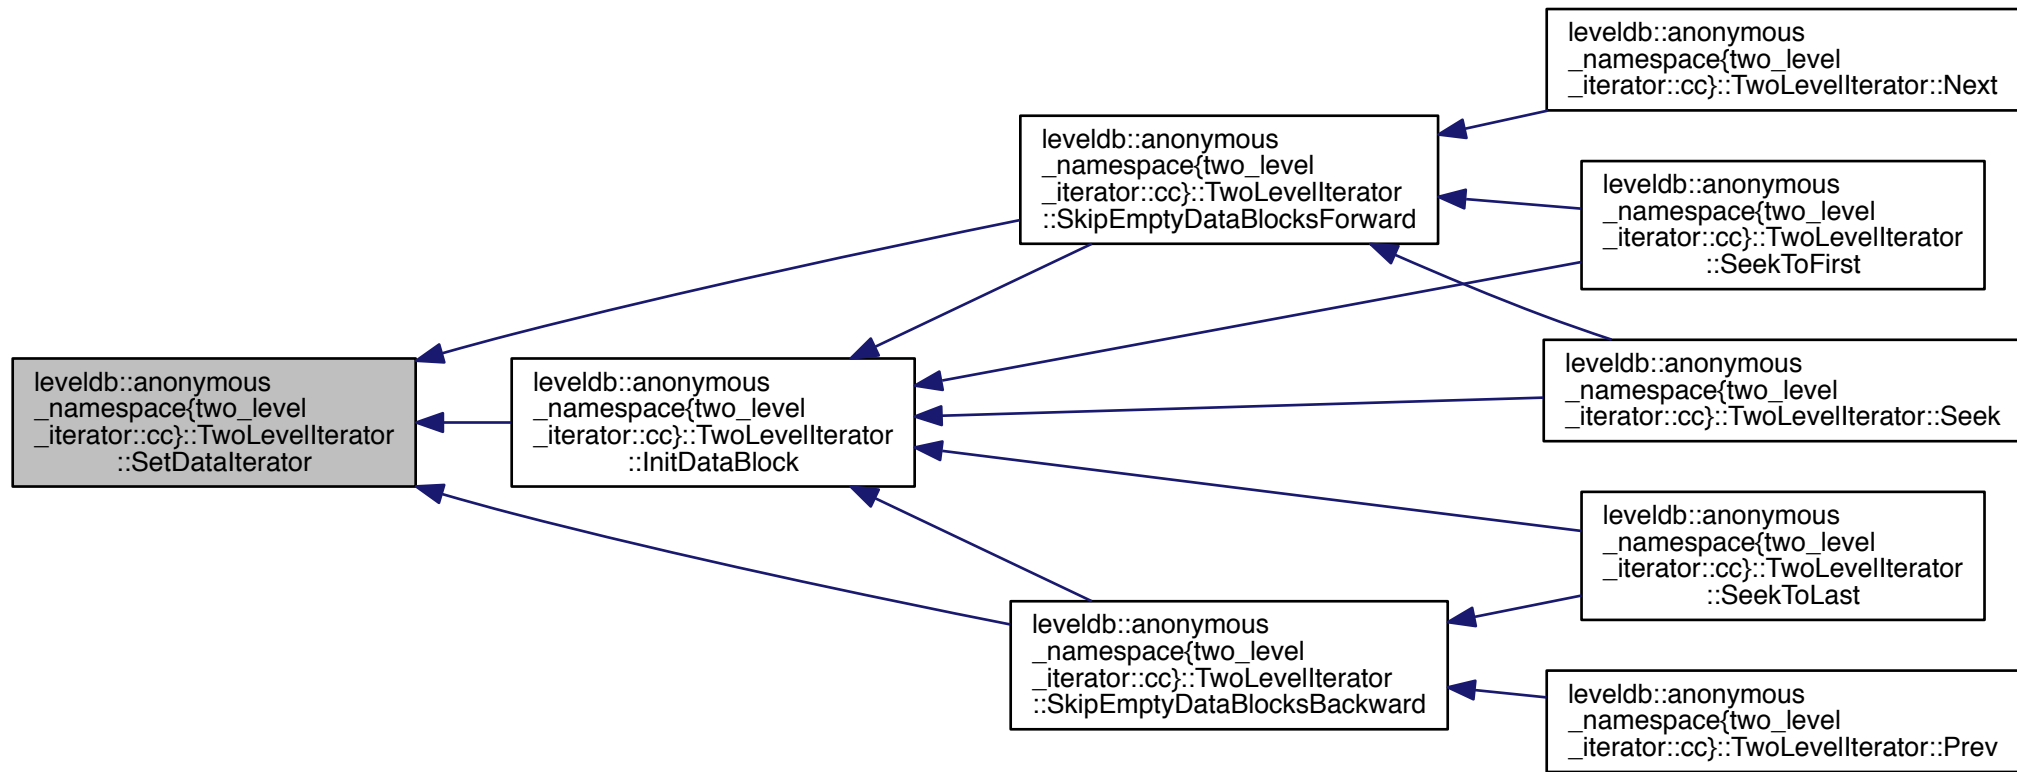 leveldb::anonymous
_namespace{two_level
_iterator::cc}::TwoLevelIterator
::SetDataIterator
leveldb::anonymous
_namespace{two_level
_iterator::cc}::TwoLevelIterator
::InitDataBlock
leveldb::anonymous
_namespace{two_level
_iterator::cc}::TwoLevelIterator
::SkipEmptyDataBlocksForward
leveldb::anonymous
_namespace{two_level
_iterator::cc}::TwoLevelIterator
::SkipEmptyDataBlocksBackward
leveldb::anonymous
_namespace{two_level
_iterator::cc}::TwoLevelIterator::Next
leveldb::anonymous
_namespace{two_level
_iterator::cc}::TwoLevelIterator
::SeekToFirst
leveldb::anonymous
_namespace{two_level
_iterator::cc}::TwoLevelIterator::Seek
leveldb::anonymous
_namespace{two_level
_iterator::cc}::TwoLevelIterator
::SeekToLast
leveldb::anonymous
_namespace{two_level
_iterator::cc}::TwoLevelIterator::Prev